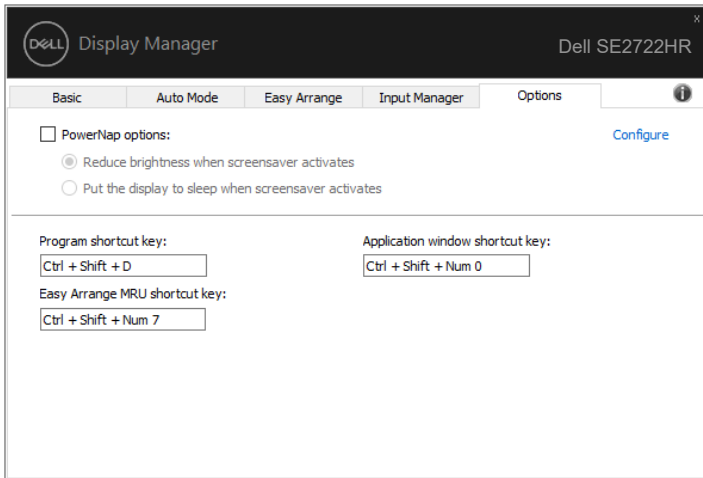 x
DELL Display Manager
Dell SE2722HR
Basic Auto Mode Easy Arrange Input Manager Options i
PowerNap options: Configure
Reduce brightness when screensaver activates
Put the display to sleep when screensaver activates
Program shortcut key: Application window shortcut key:
Ctrl + Shift + D Ctrl + Shift + Num 0
Easy Arrange MRU shortcut key:
Ctrl + Shift + Num 7